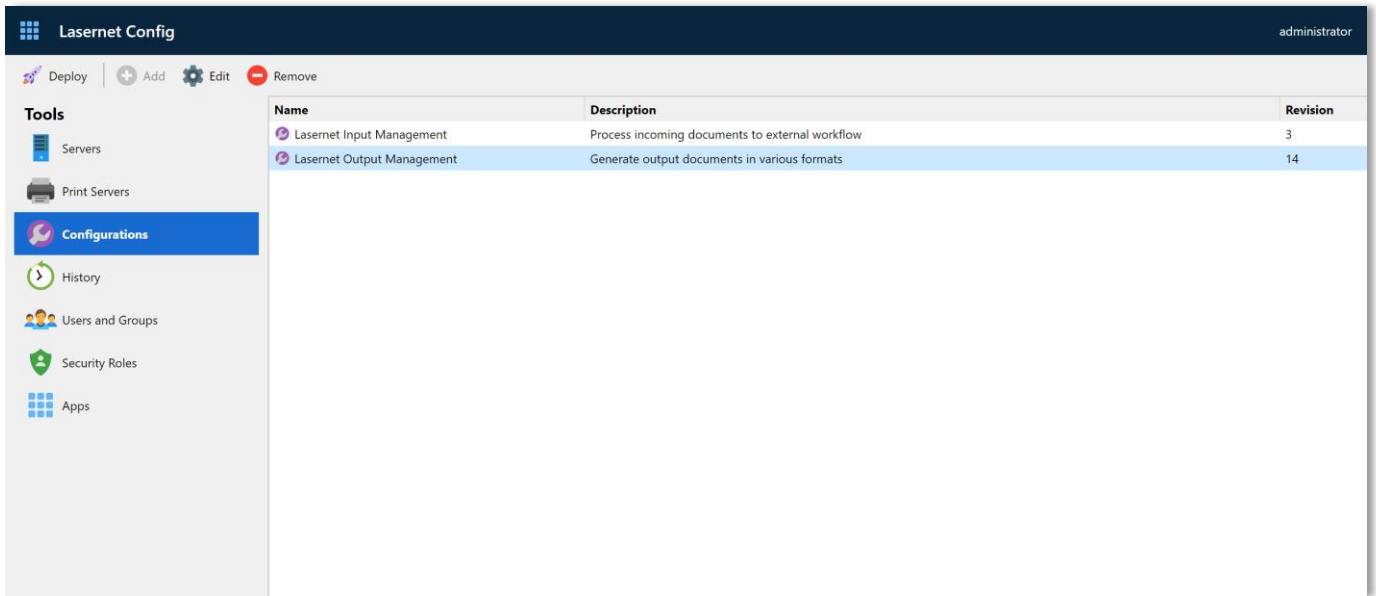 Lasernet Config
administrator
Deploy Add Edit Remove
Tools
Servers
Print Servers
Configurations
History
Users and Groups
Security Roles
Apps
Name Description Revision
Lasernet Input Management Process incoming documents to external workflow 3
Lasernet Output Management Generate output documents in various formats 14